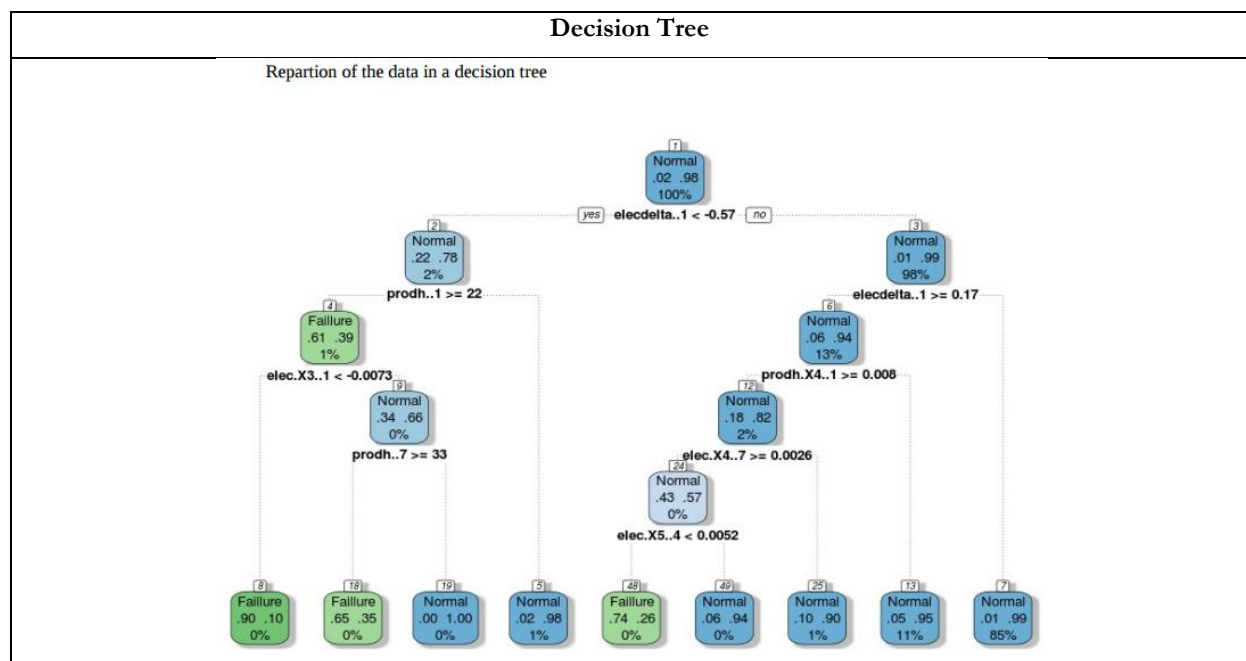 Decision Tree
Repartion of the data in a decision tree
1
Normal
.02 .98
100%
yes elecdelta..1 < -0.57 no
2
Normal
.22 .78
2%
prodh..1 >= 22
3
Normal
.01 .99
98%
elecdelta..1 >= 0.17
4
Faillure
.61 .39
1%
elec.X3..1 < -0.0073
6
Normal
.06 .94
13%
prodh.X4..1 >= 0.008
9
Normal
.34 .66
0%
prodh..7 >= 33
12
Normal
.18 .82
2%
elec.X4..7 >= 0.0026
24
Normal
.43 .57
0%
elec.X5..4 < 0.0052
8
Faillure
.90 .10
0%
18
Faillure
.65 .35
0%
19
Normal
.00 1.00
0%
5
Normal
.02 .98
1%
48
Faillure
.74 .26
0%
49
Normal
.06 .94
0%
25
Normal
.10 .90
1%
13
Normal
.05 .95
11%
7
Normal
.01 .99
85%